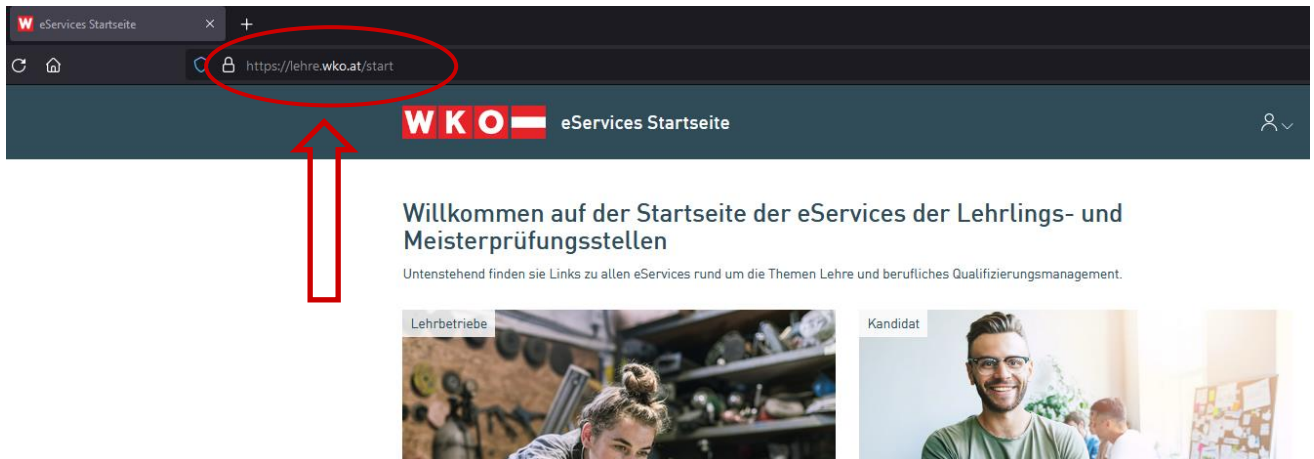 W eServices Startseite
https://lehre.wko.at/start
WKO eServices Startseite
Willkommen auf der Startseite der eServices der Lehrlings- und
Meisterprüfungsstellen
Untenstehend finden sie Links zu allen eServices rund um die Themen Lehre und berufliches Qualifizierungsmanagement.
Lehrbetriebe
Kandidat